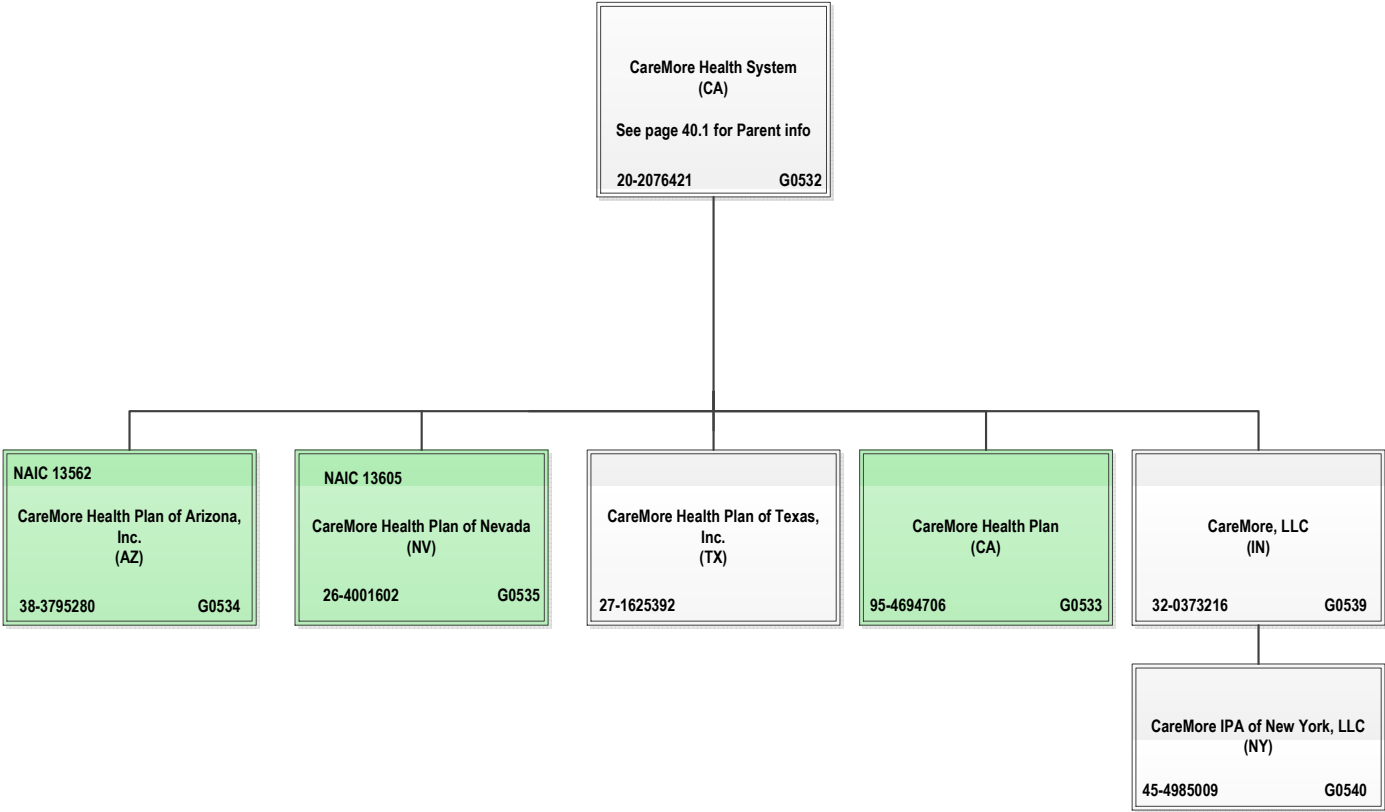 CareMore Health System
(CA)
See page 40.1 for Parent info
20-2076421 G0532
NAIC 13562
CareMore Health Plan of Arizona,
Inc.
(AZ)
38-3795280 G0534
NAIC 13605
CareMore Health Plan of Nevada
(NV)
26-4001602 G0535
CareMore Health Plan of Texas,
Inc.
(TX)
27-1625392
CareMore Health Plan
(CA)
95-4694706 G0533
CareMore, LLC
(IN)
32-0373216 G0539
CareMore IPA of New York, LLC
(NY)
45-4985009 G0540